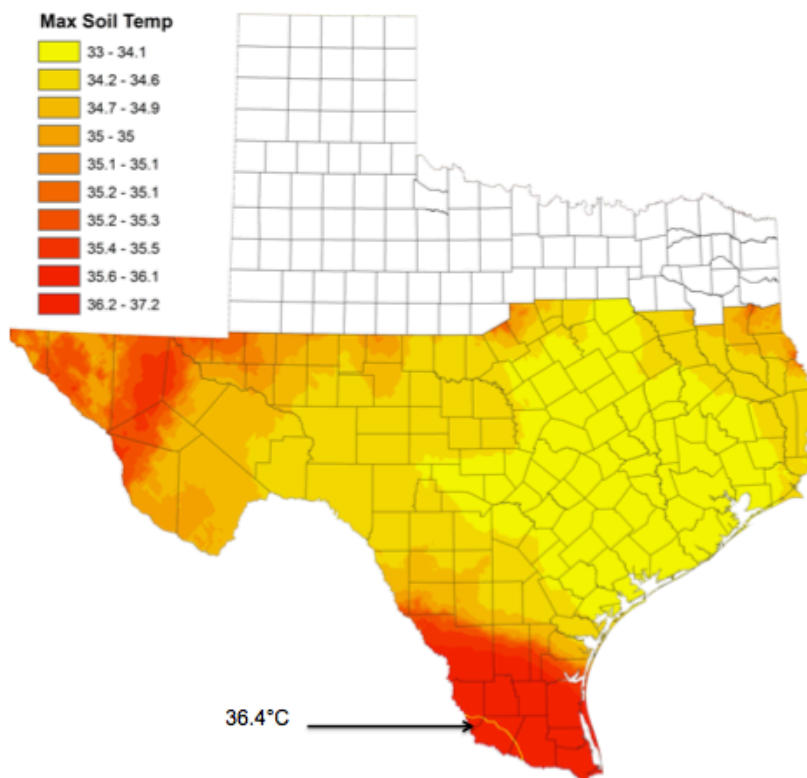 Max Soil Temp
33 - 34.1
34.2 - 34.6
34.7 - 34.9
35 - 35
35.1 - 35.1
35.2 - 35.1
35.2 - 35.3
35.4 - 35.5
35.6 - 36.1
36.2 - 37.2
36.4°C